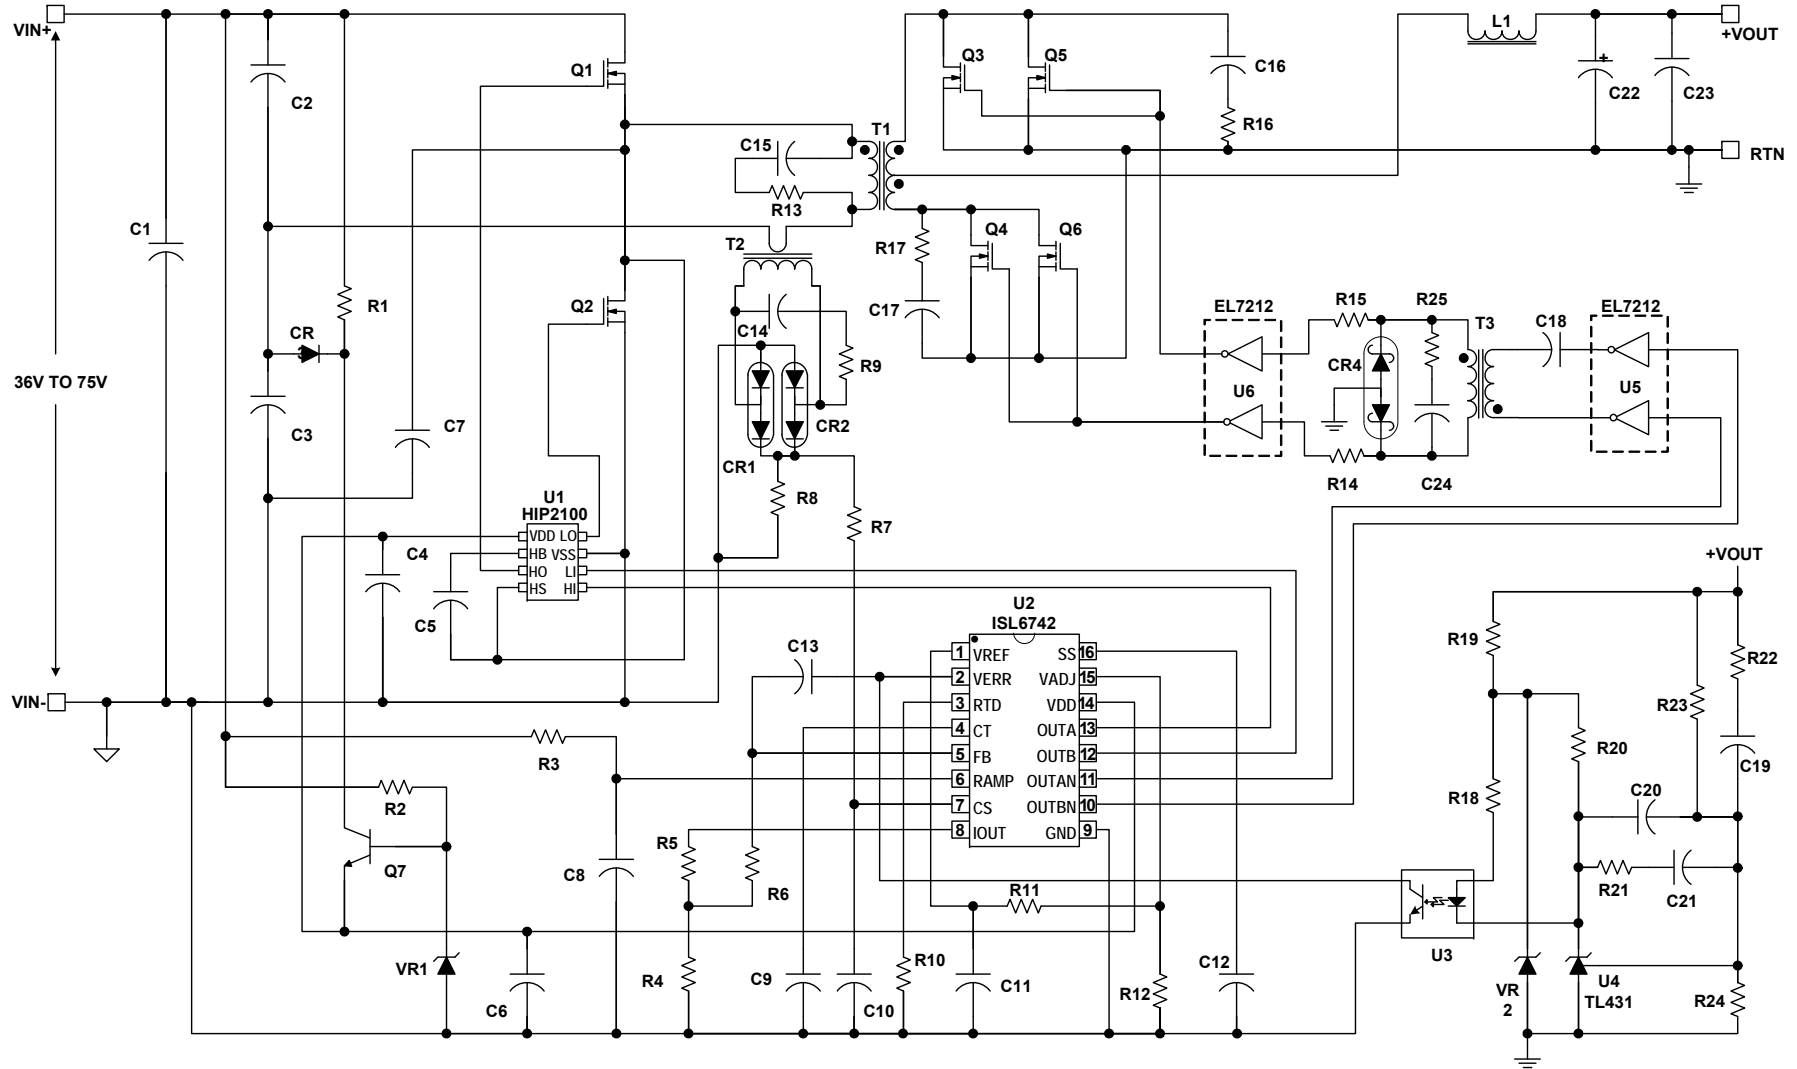 VIN+
36V TO 75V
VIN-
C1
C2
CR
C3
R1
C7
Q1
Q2
C15
R13
T1
T2
C14
R9
CR1
CR2
R8
R7
Q3
Q5
C16
R16
R17
C17
Q4
Q6
L1
+VOUT
C22
+
C23
RTN
EL7212
U6
R15
R25
CR4
R14
C24
T3
C18
EL7212
U5
U1
HIP2100
VDD LO
HB VSS
HO LI
HS HI
C4
C5
R3
R2
Q7
VR1
C6
C8
C13
R5
R6
R4
C9
C10
R10
C11
R11
R12
C12
U2
ISL6742
1 VREF SS 16
2 VERR VADJ 15
3 RTD VDD 14
4 CT OUTA 13
5 FB OUTB 12
6 RAMP OUTAN 11
7 CS OUTBN 10
8 IOUT GND 9
+VOUT
R19
R22
R23
R20
C19
R18
C20
R21
C21
U3
VR
2
U4
TL431
R24